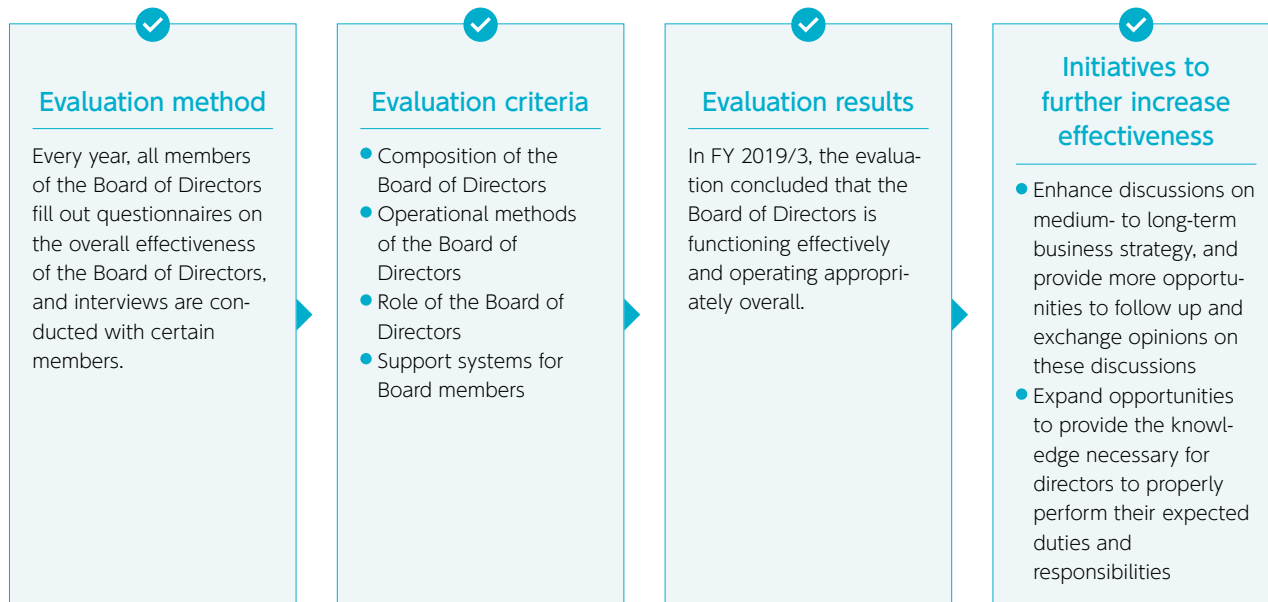 Evaluation method
Every year, all members
of the Board of Directors
fill out questionnaires on
the overall effectiveness
of the Board of Directors,
and interviews are con-
ducted with certain
members.
Evaluation criteria
● Composition of the
Board of Directors
● Operational methods
of the Board of
Directors
● Role of the Board of
Directors
● Support systems for
Board members
Evaluation results
In FY 2019/3, the evalua-
tion concluded that the
Board of Directors is
functioning effectively
and operating appropri-
ately overall.
Initiatives to
further increase
effectiveness
● Enhance discussions on
medium- to long-term
business strategy, and
provide more opportu-
nities to follow up and
exchange opinions on
these discussions
● Expand opportunities
to provide the knowl-
edge necessary for
directors to properly
perform their expected
duties and
responsibilities